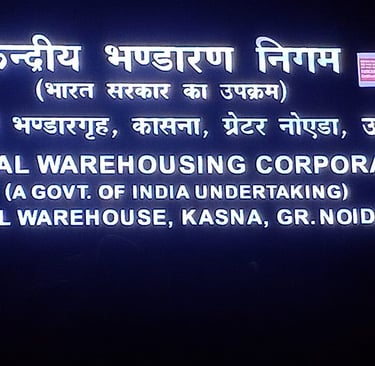 केन्द्रीय भण्डारण निगम
(भारत सरकार का उपक्रम)
भण्डारगृह, कासना, ग्रेटर नोएडा, उ
AL WAREHOUSING CORPORA
(A GOVT. OF INDIA UNDERTAKING)
L WAREHOUSE, KASNA, GR.NOID